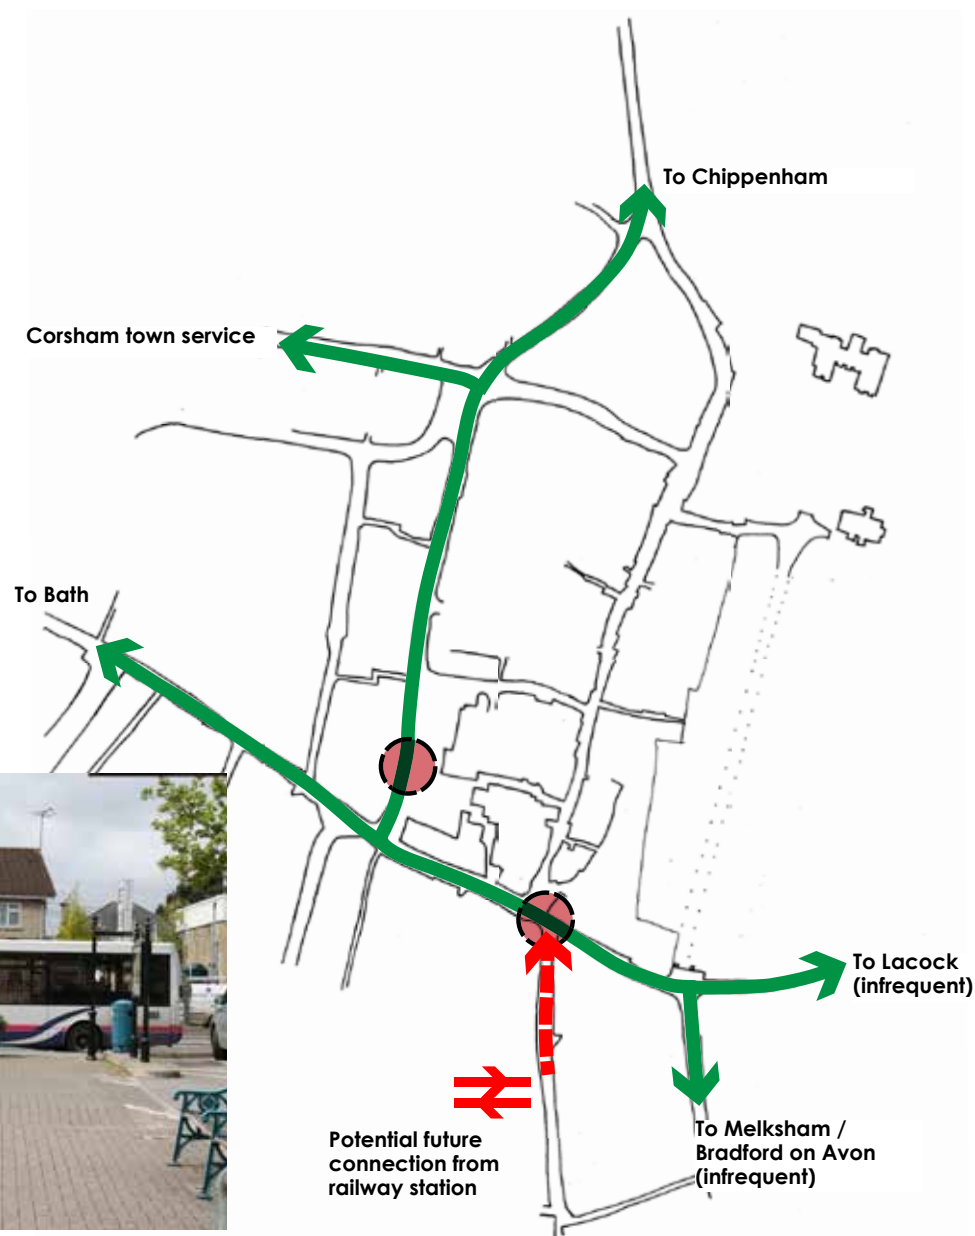 To Chippenham
Corsham town service
To Bath
To Lacock
(infrequent)
To Melksham /
Bradford on Avon
(infrequent)
Potential future
connection from
railway station